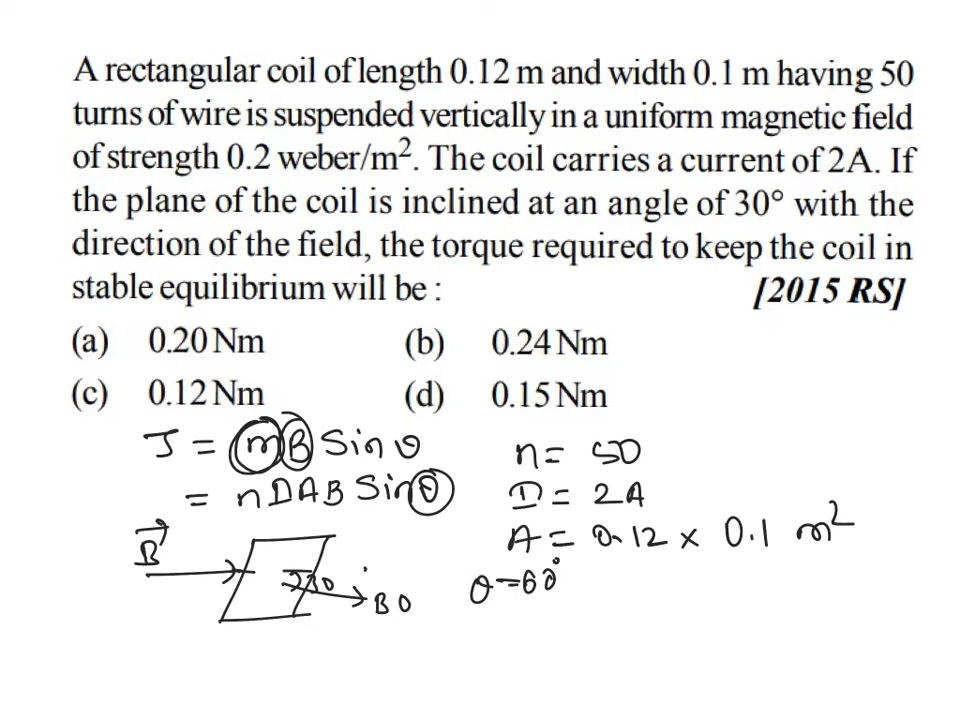 A rectangular coil of length 0.12 m and width 0.1 m having 50
turns of wire is suspended vertically in a uniform magnetic field
of strength 0.2 weber/m². The coil carries a current of 2A. If
the plane of the coil is inclined at an angle of 30° with the
direction of the field, the torque required to keep the coil in
stable equilibrium will be : [2015 RS]
(a) 0.20 Nm (b) 0.24 Nm
(c) 0.12 Nm (d) 0.15 Nm
J = mB Sin θ
= nIAB Sin θ
n = 50
I = 2A
A = 0.12 × 0.1 m²
θ = 60°
B⃗